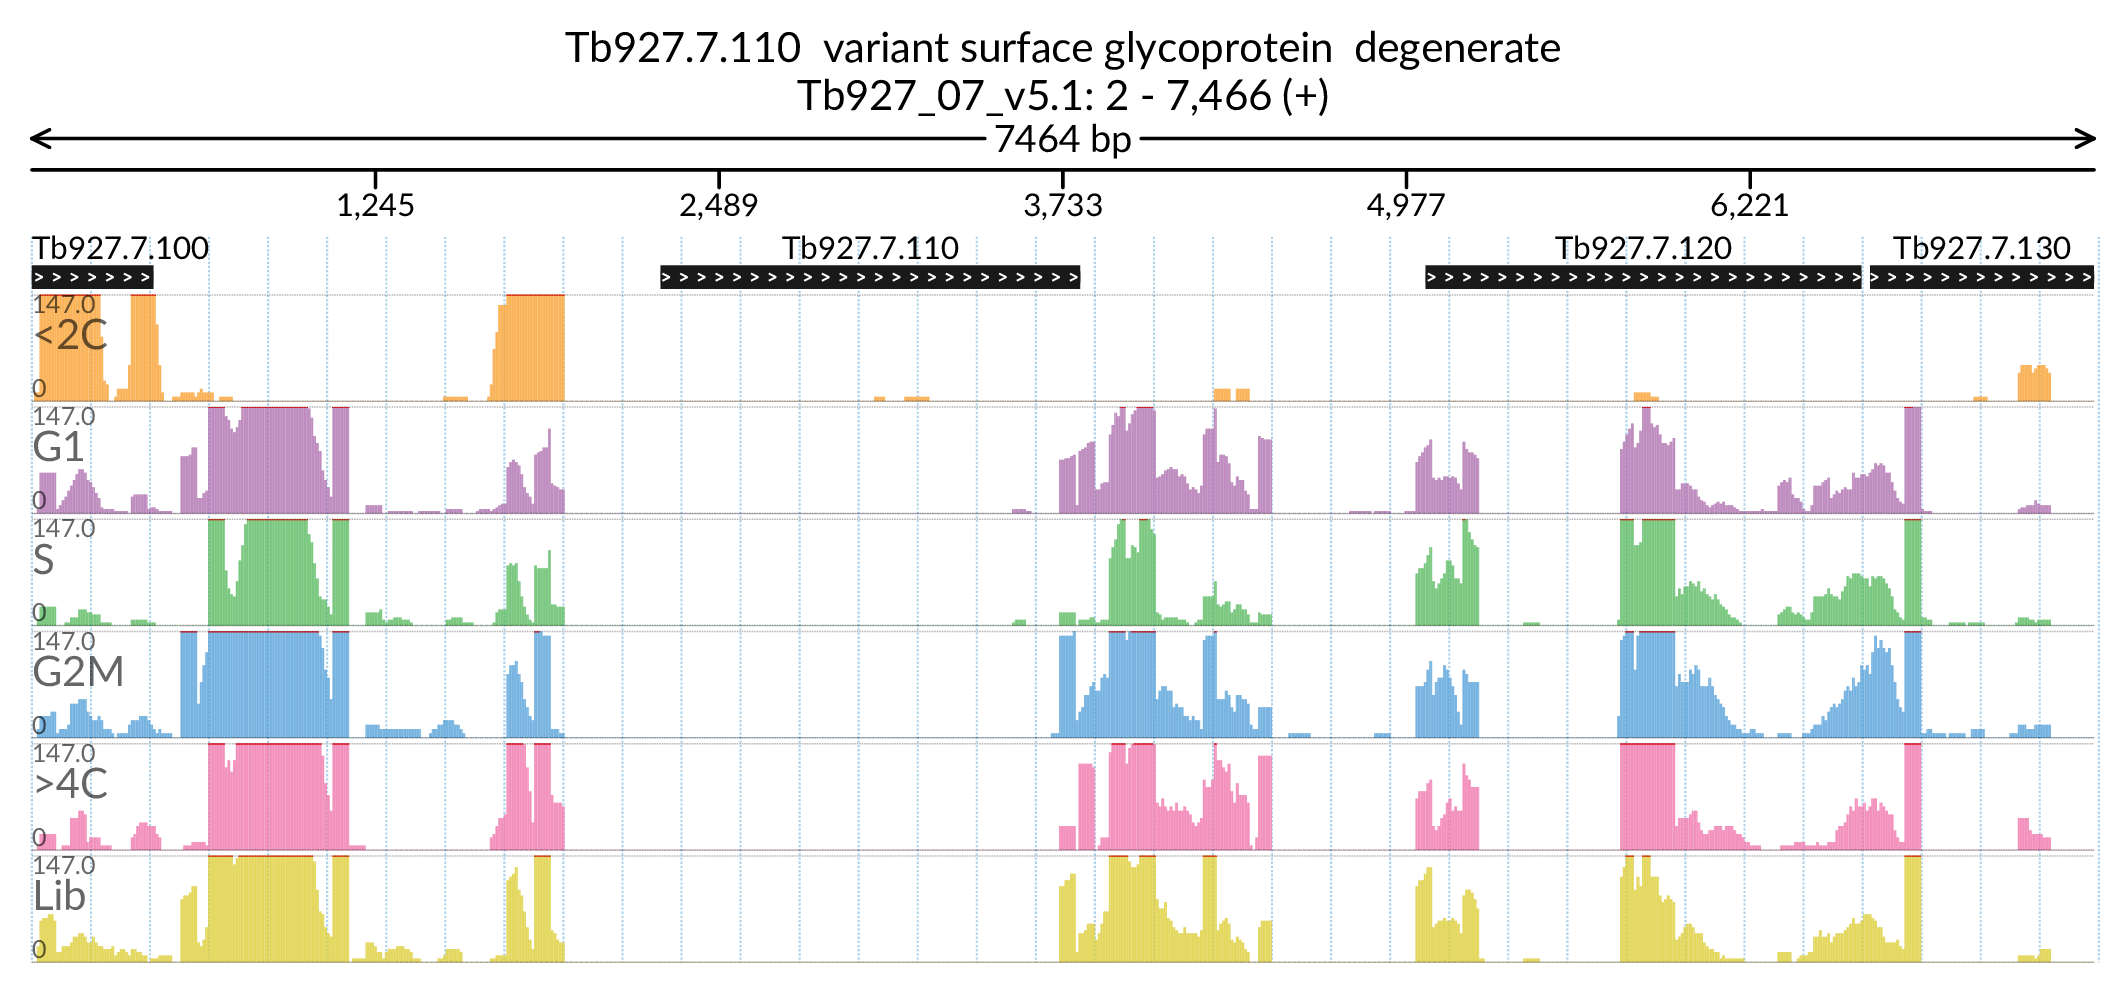 Tb927.7.110  variant surface glycoprotein  degenerate
Tb927_07_v5.1: 2 - 7,466 (+)
7464 bp
1,245 2,489 3,733 4,977 6,221
Tb927.7.100 Tb927.7.110 Tb927.7.120 Tb927.7.130
147.0
<2C
0
147.0
G1
0
147.0
S
0
147.0
G2M
0
147.0
>4C
0
147.0
Lib
0